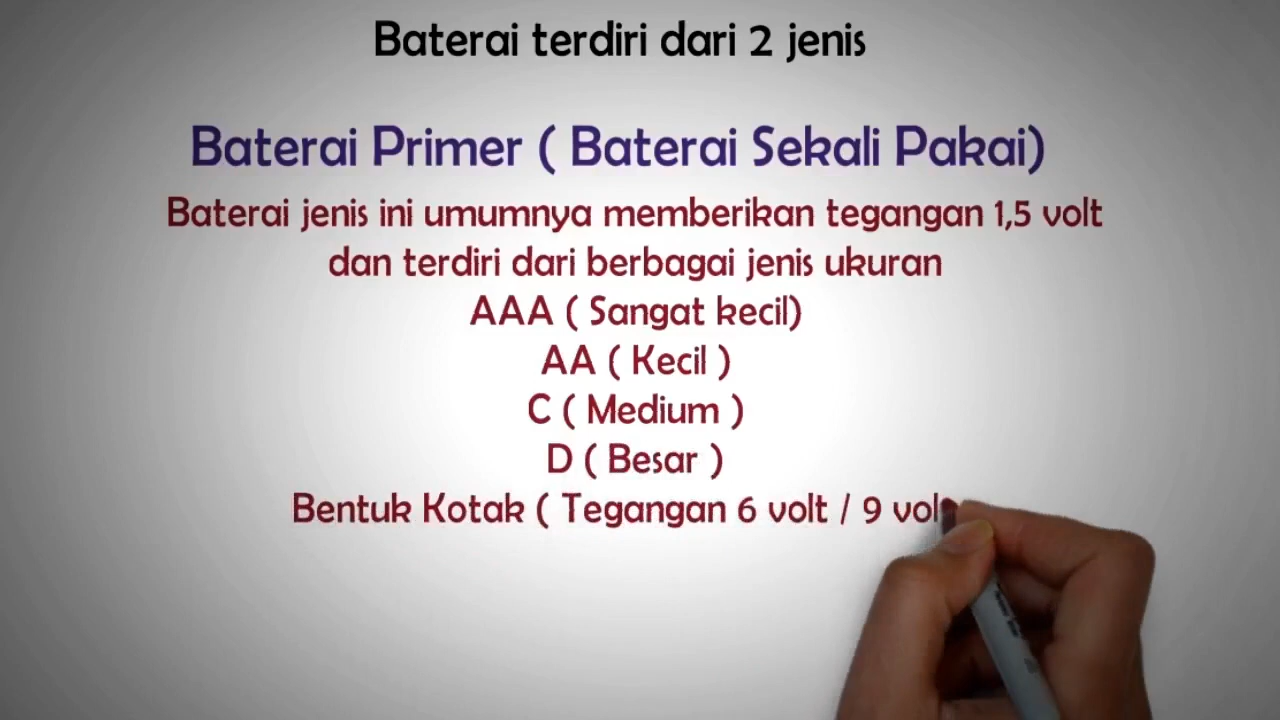 Baterai terdiri dari 2 jenis
Baterai Primer ( Baterai Sekali Pakai)
Baterai jenis ini umumnya memberikan tegangan 1,5 volt
dan terdiri dari berbagai jenis ukuran
AAA ( Sangat kecil)
AA ( Kecil )
C ( Medium )
D ( Besar )
Bentuk Kotak ( Tegangan 6 volt / 9 vol